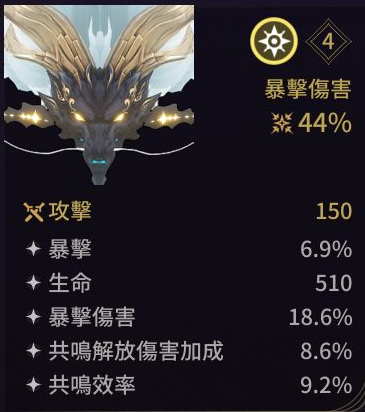 4
暴擊傷害
44%
攻擊 150
暴擊 6.9%
生命 510
暴擊傷害 18.6%
共鳴解放傷害加成 8.6%
共鳴效率 9.2%